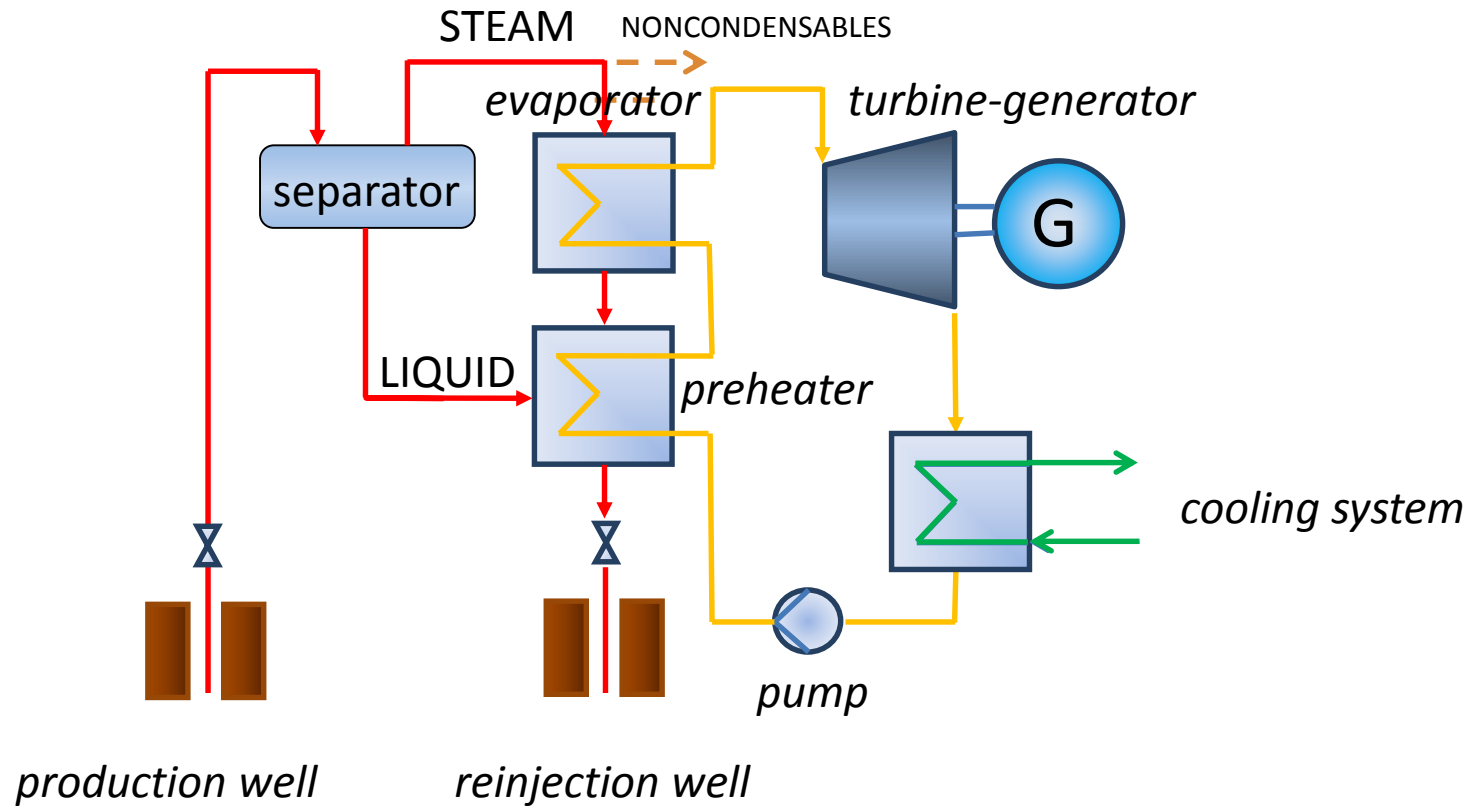 STEAM
NONCONDENSABLES
evaporator
turbine-generator
separator
G
LIQUID
preheater
cooling system
pump
production well
reinjection well